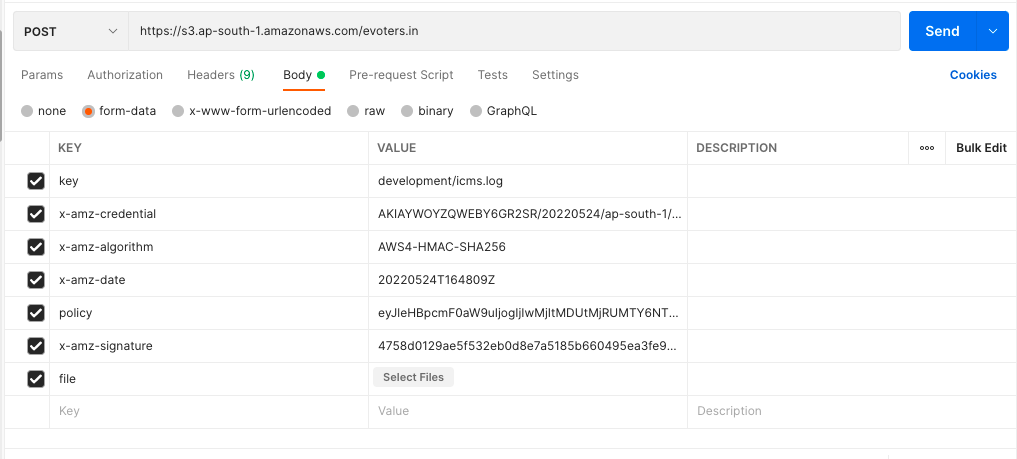 POST https://s3.ap-south-1.amazonaws.com/evoters.in Send
Params Authorization Headers (9) Body Pre-request Script Tests Settings Cookies
none form-data x-www-form-urlencoded raw binary GraphQL
KEY VALUE DESCRIPTION ooo Bulk Edit
key development/icms.log
x-amz-credential AKIAYWOYZQWEBY6GR2SR/20220524/ap-south-1/...
x-amz-algorithm AWS4-HMAC-SHA256
x-amz-date 20220524T164809Z
policy eyJleHBpcmF0aW9uIjogIjIwMjItMDUtMjRUMTY6NT...
x-amz-signature 4758d0129ae5f532eb0d8e7a5185b660495ea3fe9...
file Select Files
Key Value Description